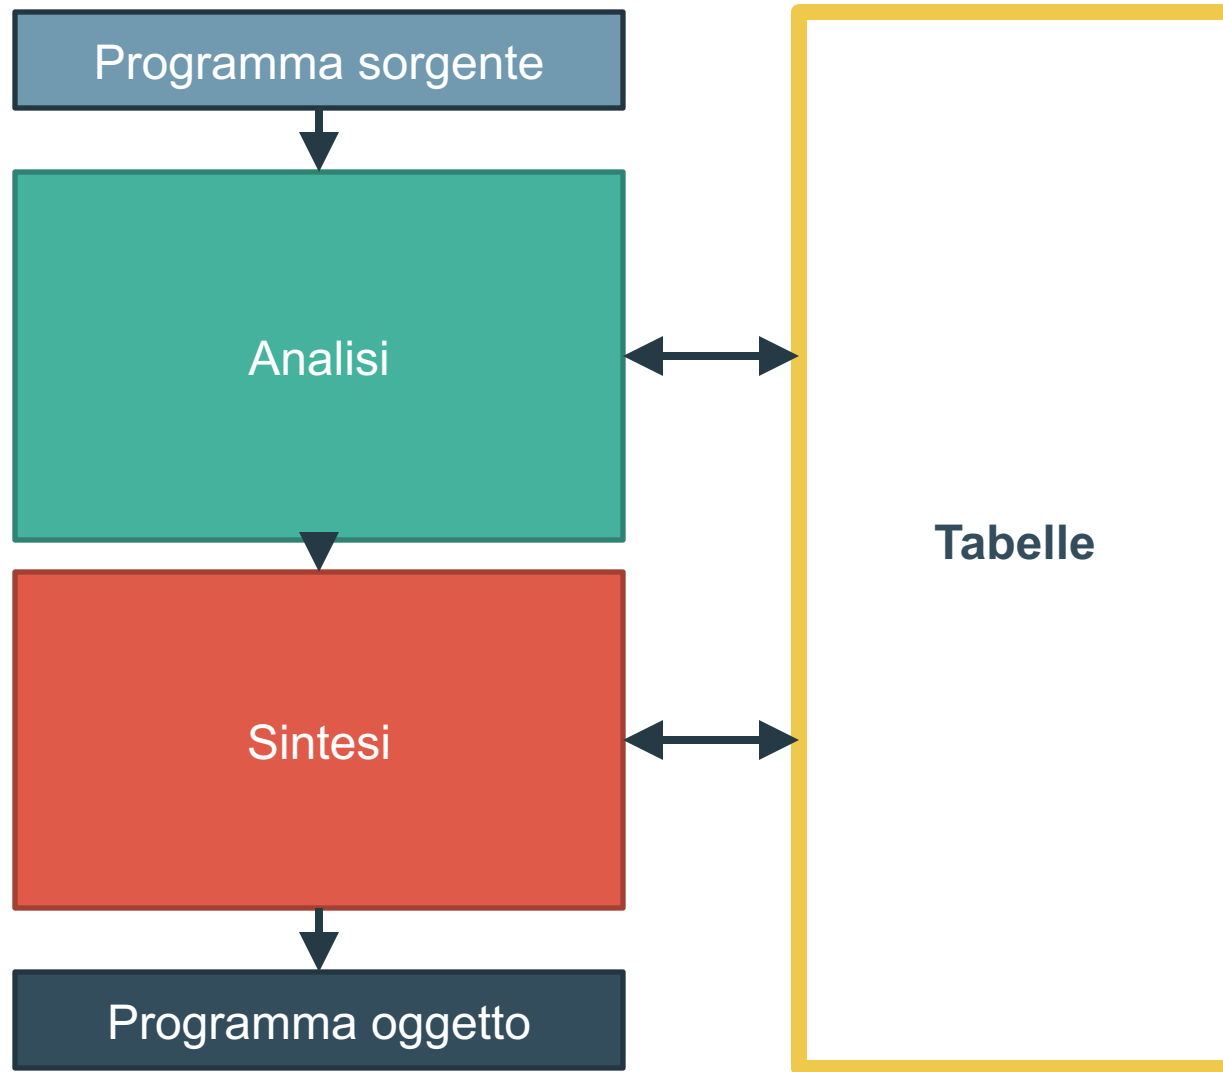 Programma sorgente
Analisi
Tabelle
Sintesi
Programma oggetto